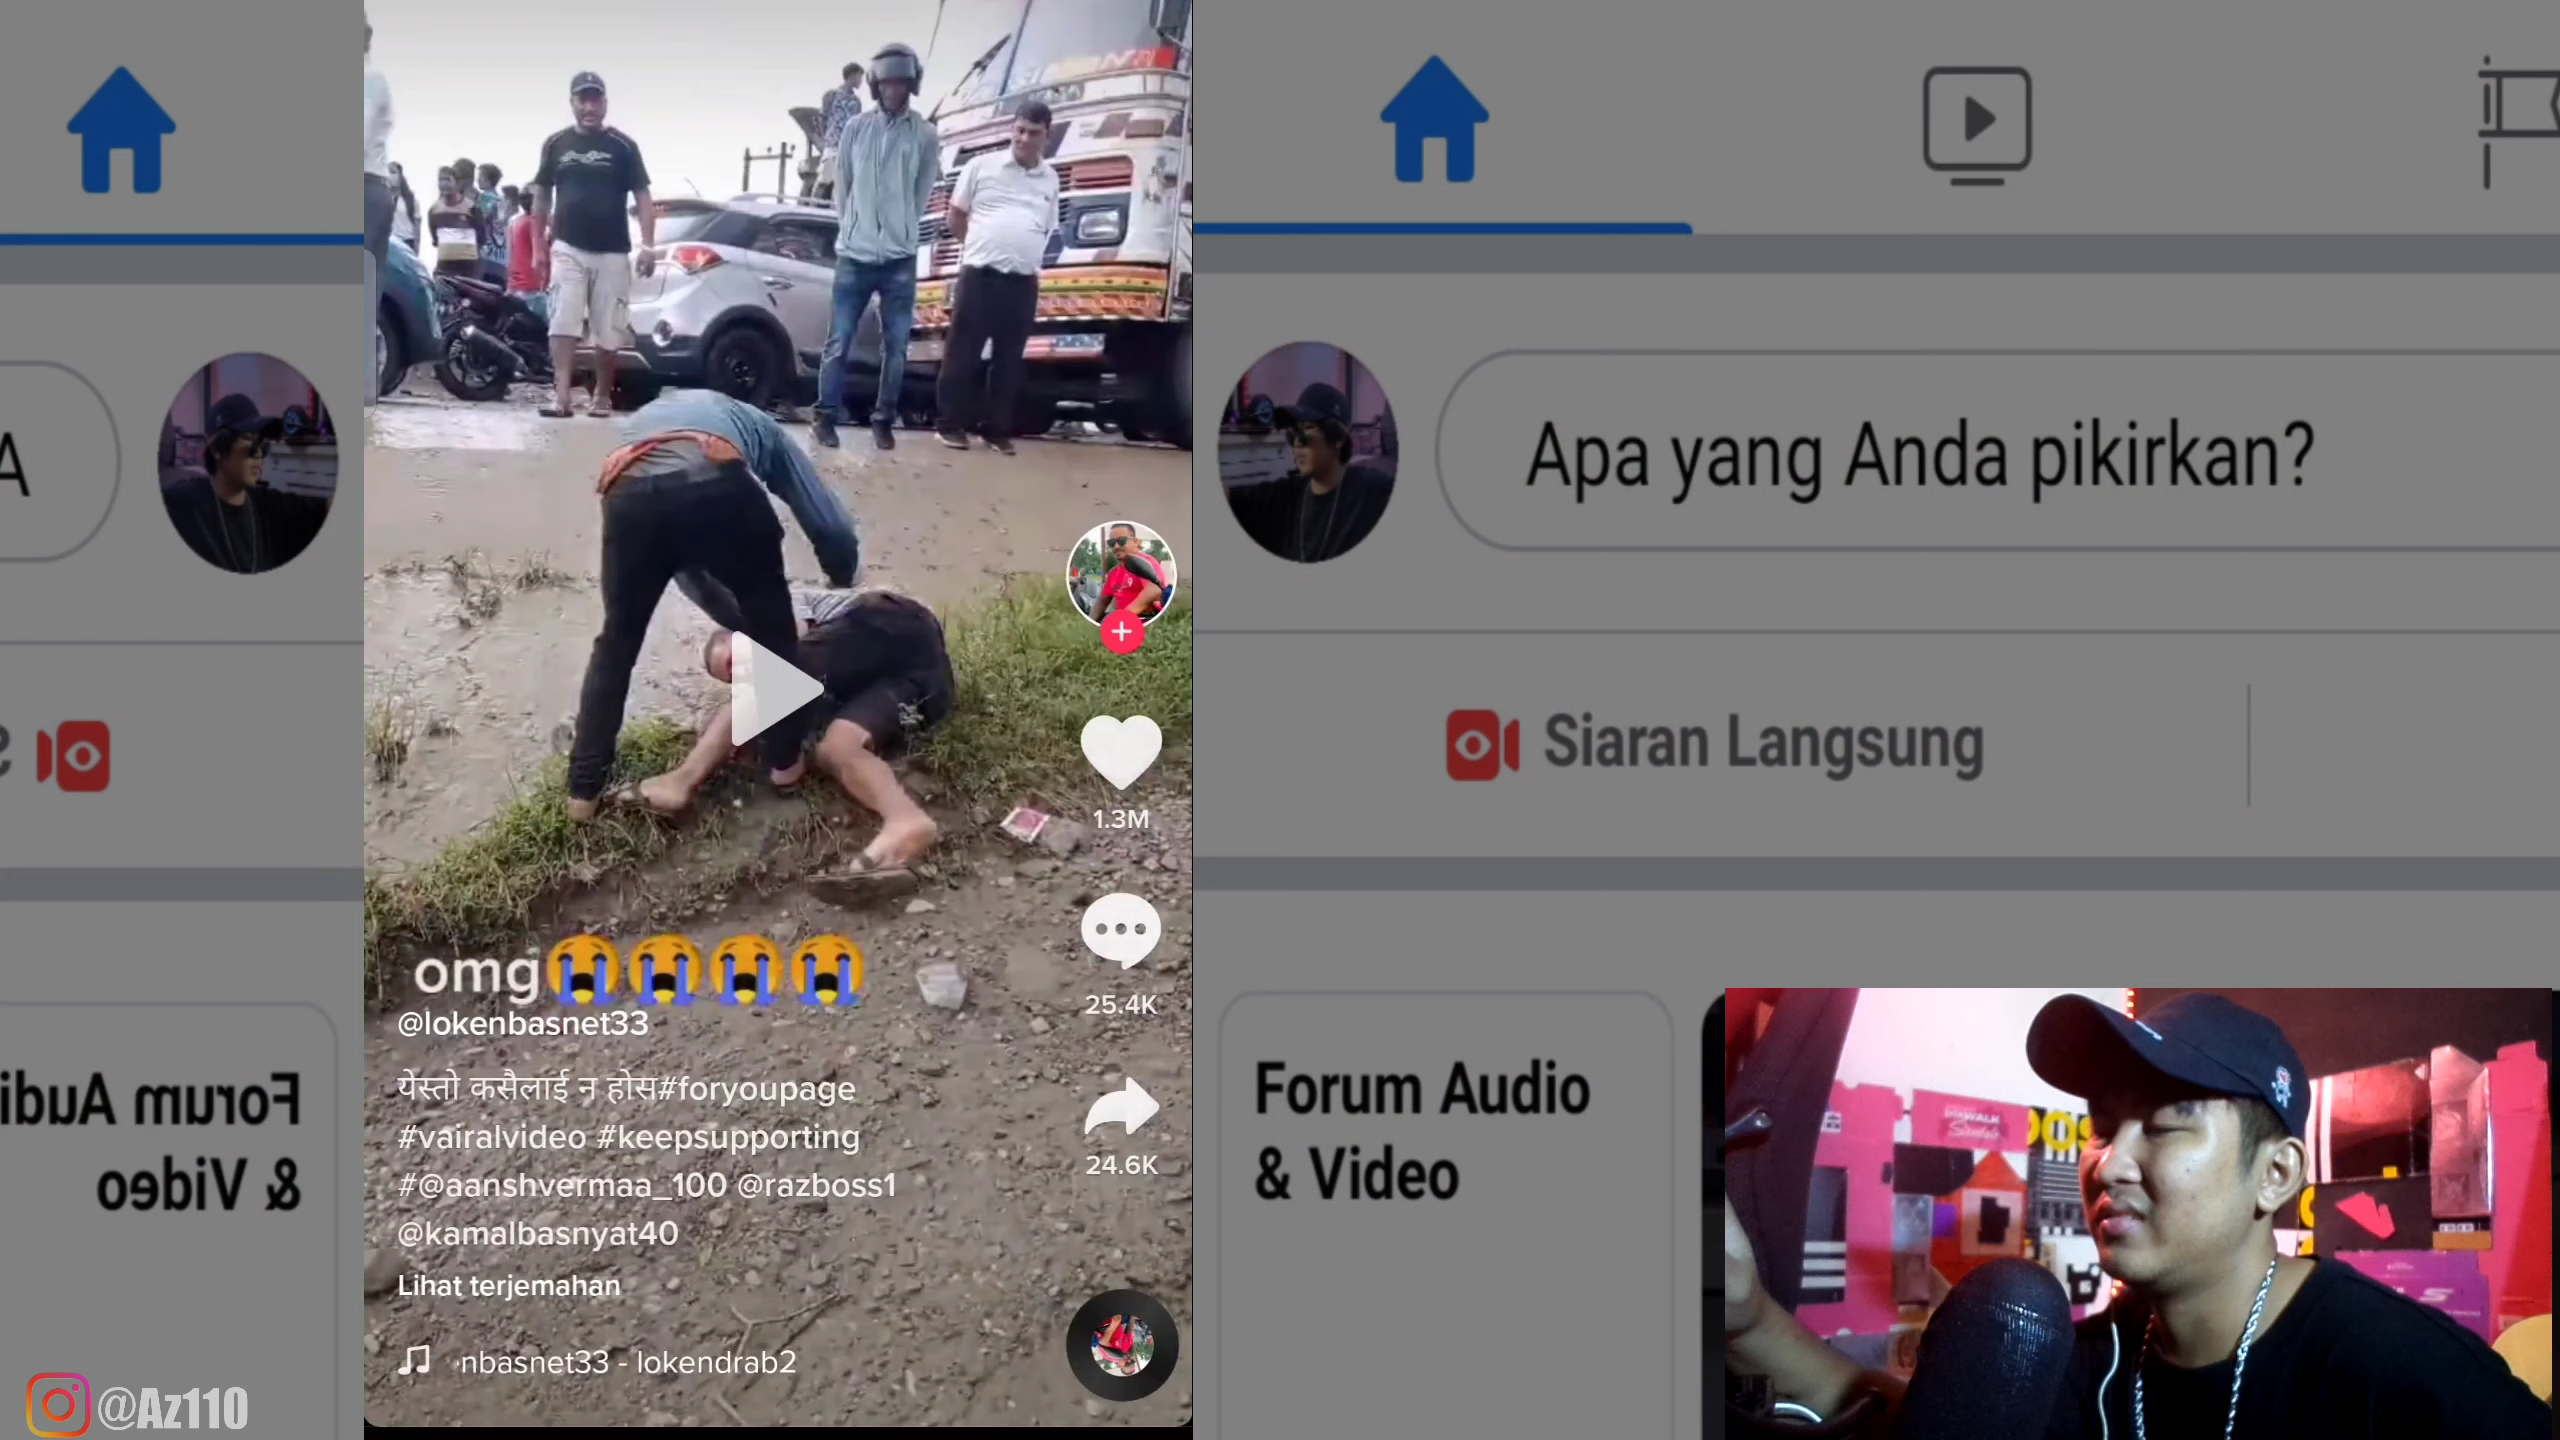 Apa yang Anda pikirkan?
Siaran Langsung
Forum Audio
& Video
A
Forum Audi
& Video
1.3M
25.4K
24.6K
omg😭😭😭😭
@lokenbasnet33
येस्तो कसैलाई न होस#foryoupage
#vairalvideo #keepsupporting
#@aanshvermaa_100 @razboss1
@kamalbasnyat40
Lihat terjemahan
nbasnet33 - lokendrab2
@Az110